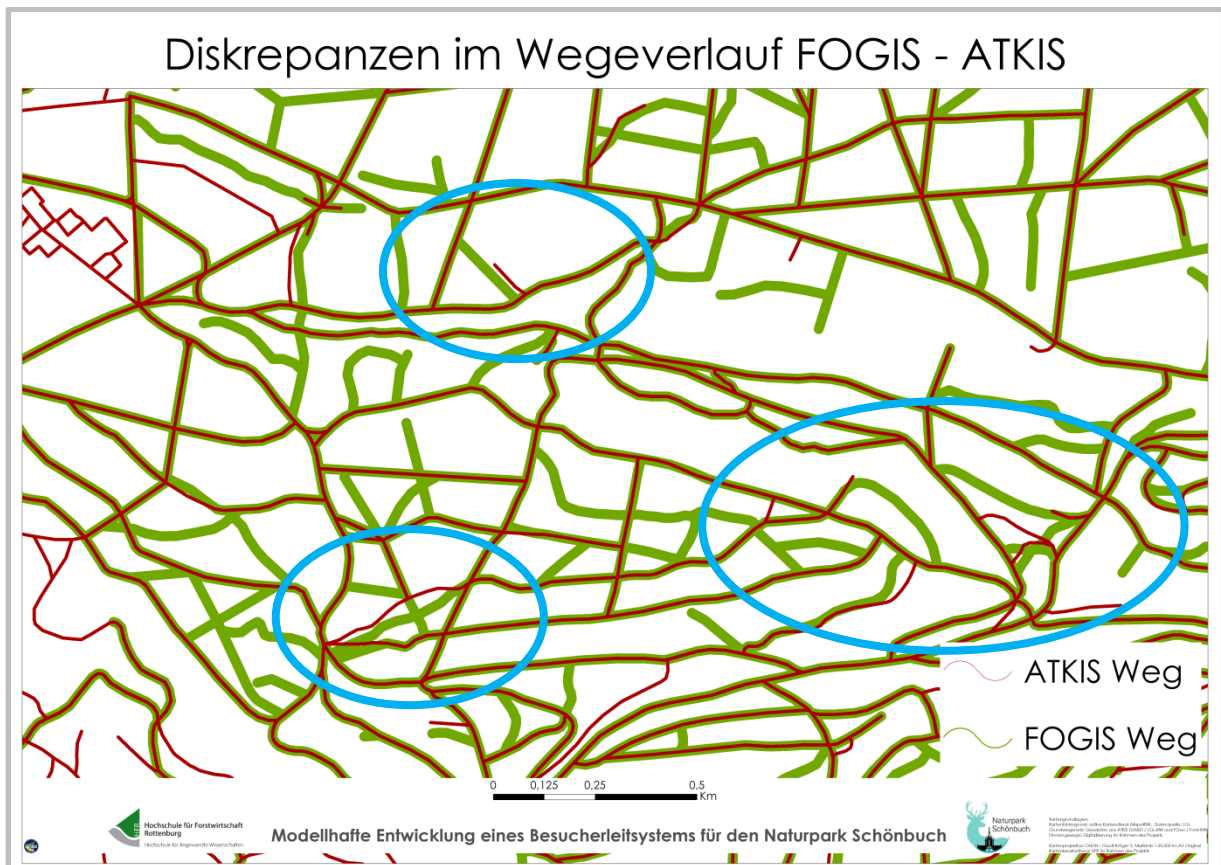 Diskrepanzen im Wegeverlauf FOGIS - ATKIS
ATKIS Weg
FOGIS Weg
0 0,125 0,25 0,5
Km
Hochschule für Forstwirtschaft
Rottenburg
Hochschule für Angewandte Wissenschaften
Modellhafte Entwicklung eines Besucherleitsystems für den Naturpark Schönbuch
Naturpark
Schönbuch
Kartengrundlagen: